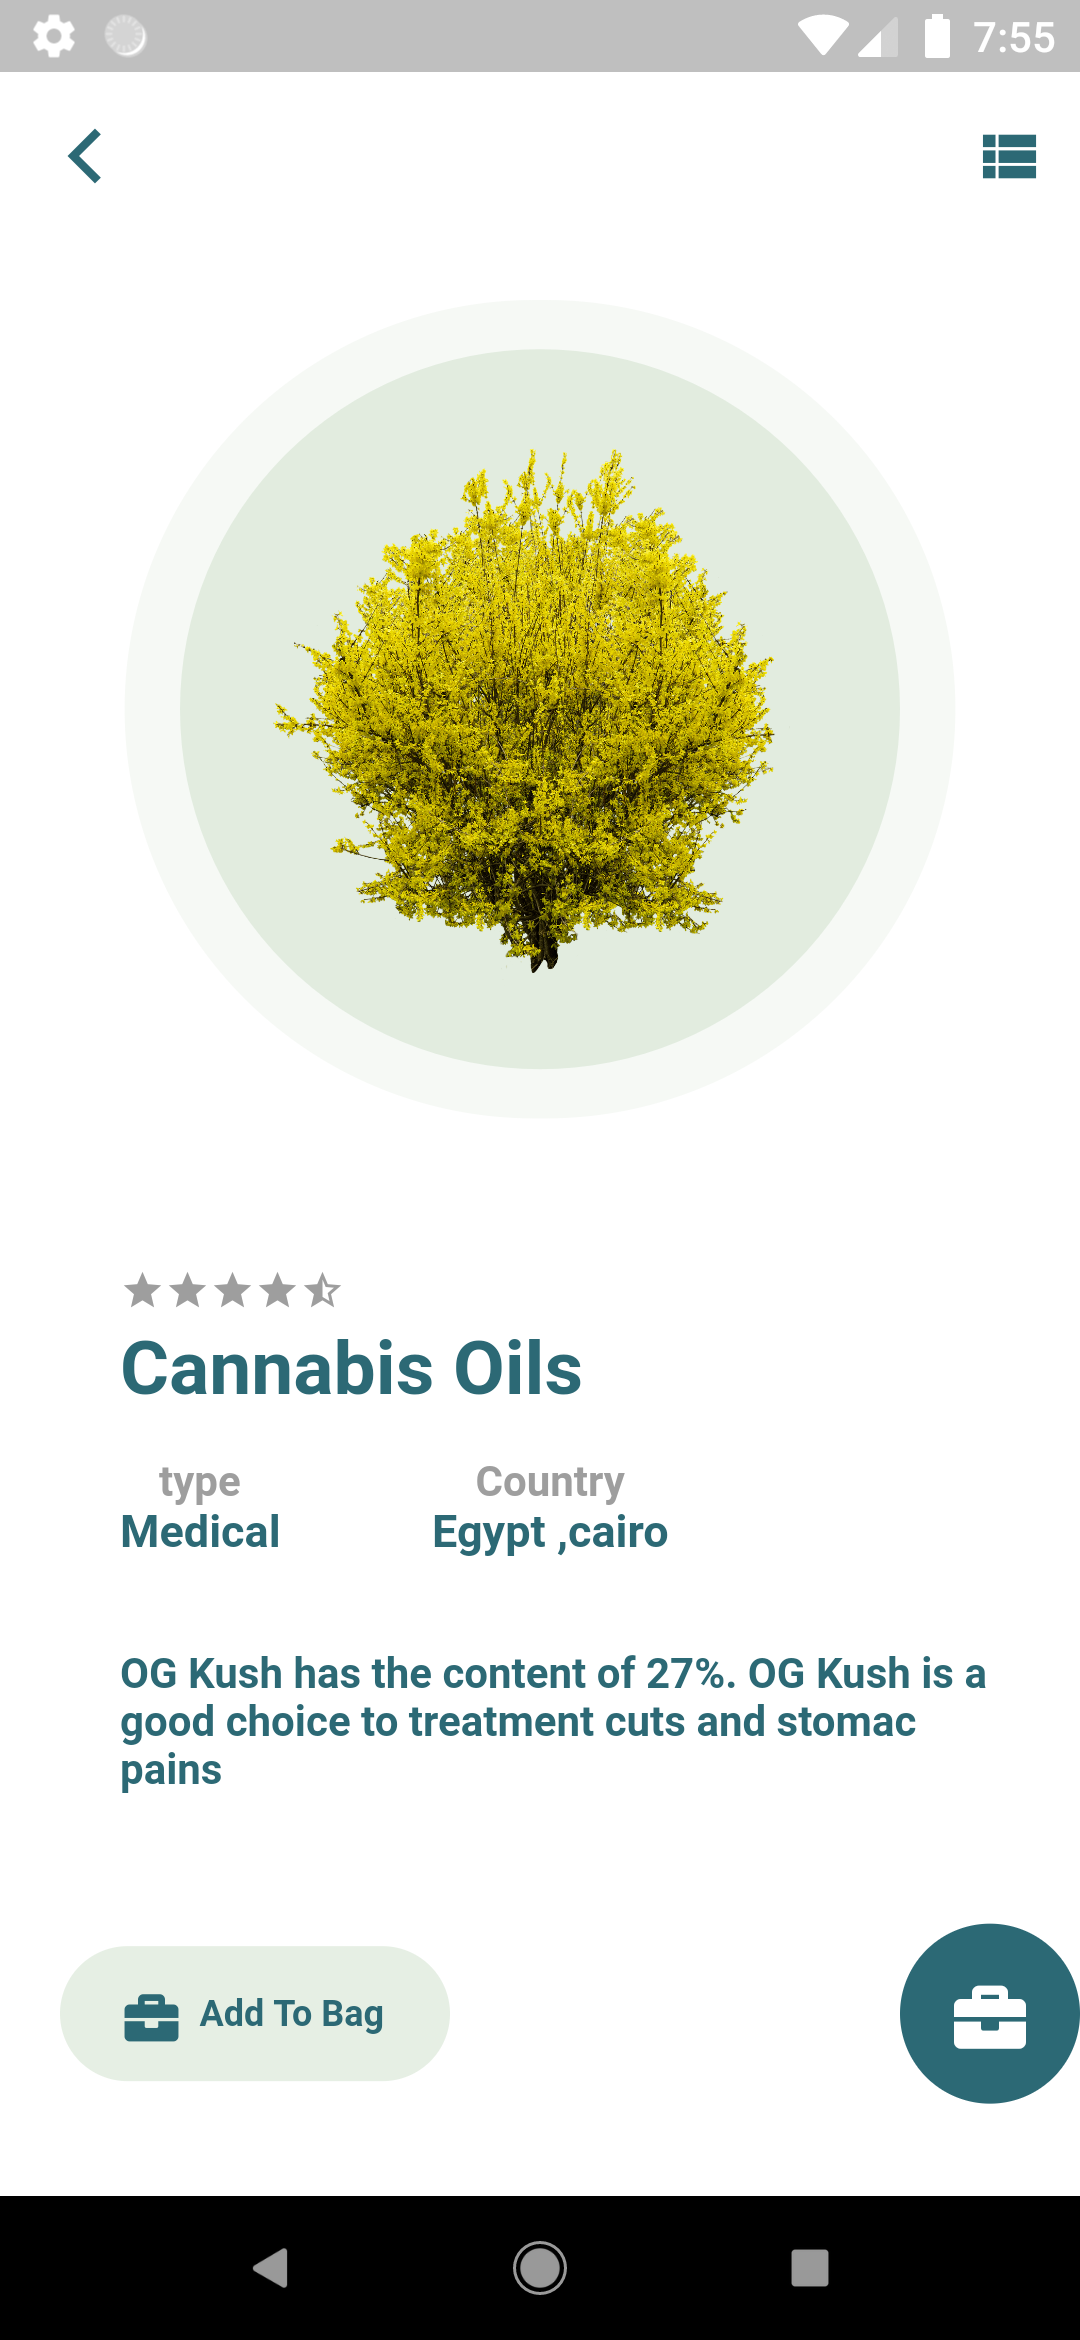 7:55
Cannabis Oils
type
Country
Medical
Egypt ,cairo
OG Kush has the content of 27%. OG Kush is a
good choice to treatment cuts and stomac
pains
Add To Bag